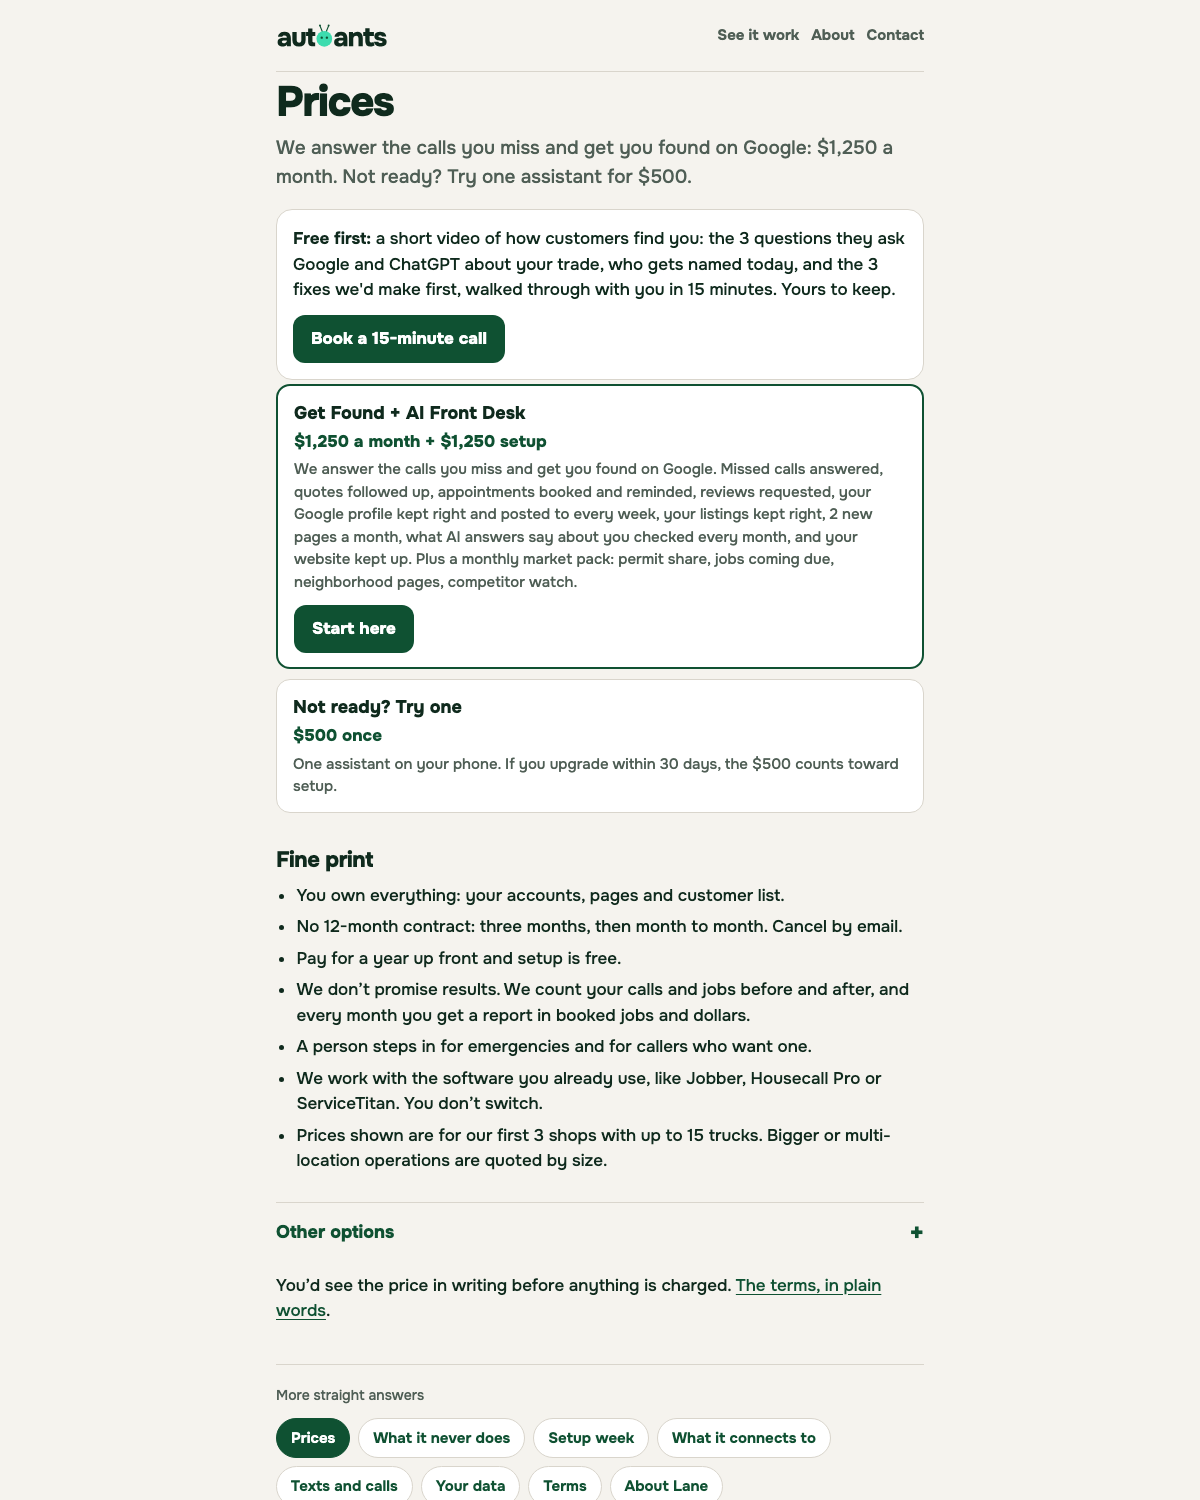 autoants
See it work About Contact
Prices
We answer the calls you miss and get you found on Google: $1,250 a
month. Not ready? Try one assistant for $500.
Free first: a short video of how customers find you: the 3 questions they ask
Google and ChatGPT about your trade, who gets named today, and the 3
fixes we'd make first, walked through with you in 15 minutes. Yours to keep.
Book a 15-minute call
Get Found + AI Front Desk
$1,250 a month + $1,250 setup
We answer the calls you miss and get you found on Google. Missed calls answered,
quotes followed up, appointments booked and reminded, reviews requested, your
Google profile kept right and posted to every week, your listings kept right, 2 new
pages a month, what AI answers say about you checked every month, and your
website kept up. Plus a monthly market pack: permit share, jobs coming due,
neighborhood pages, competitor watch.
Start here
Not ready? Try one
$500 once
One assistant on your phone. If you upgrade within 30 days, the $500 counts toward
setup.
Fine print
• You own everything: your accounts, pages and customer list.
• No 12-month contract: three months, then month to month. Cancel by email.
• Pay for a year up front and setup is free.
• We don’t promise results. We count your calls and jobs before and after, and
every month you get a report in booked jobs and dollars.
• A person steps in for emergencies and for callers who want one.
• We work with the software you already use, like Jobber, Housecall Pro or
ServiceTitan. You don’t switch.
• Prices shown are for our first 3 shops with up to 15 trucks. Bigger or multi-
location operations are quoted by size.
Other options +
You’d see the price in writing before anything is charged. The terms, in plain
words.
More straight answers
Prices What it never does Setup week What it connects to
Texts and calls Your data Terms About Lane